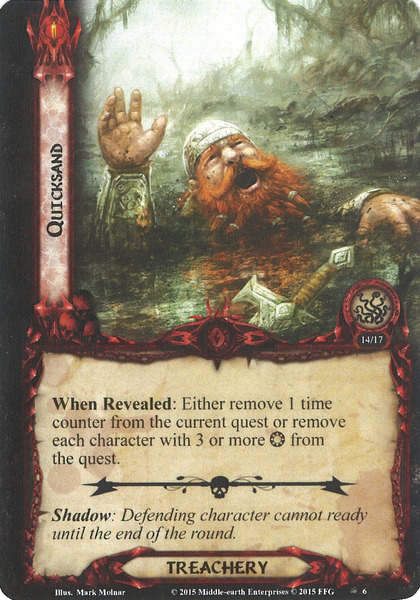 QUICKSAND
14/17
When Revealed: Either remove 1 time
counter from the current quest or remove
each character with 3 or more from
the quest.
Shadow: Defending character cannot ready
until the end of the round.
TREACHERY
Illus. Mark Molnar © 2015 Middle-earth Enterprises © 2015 FFG 6